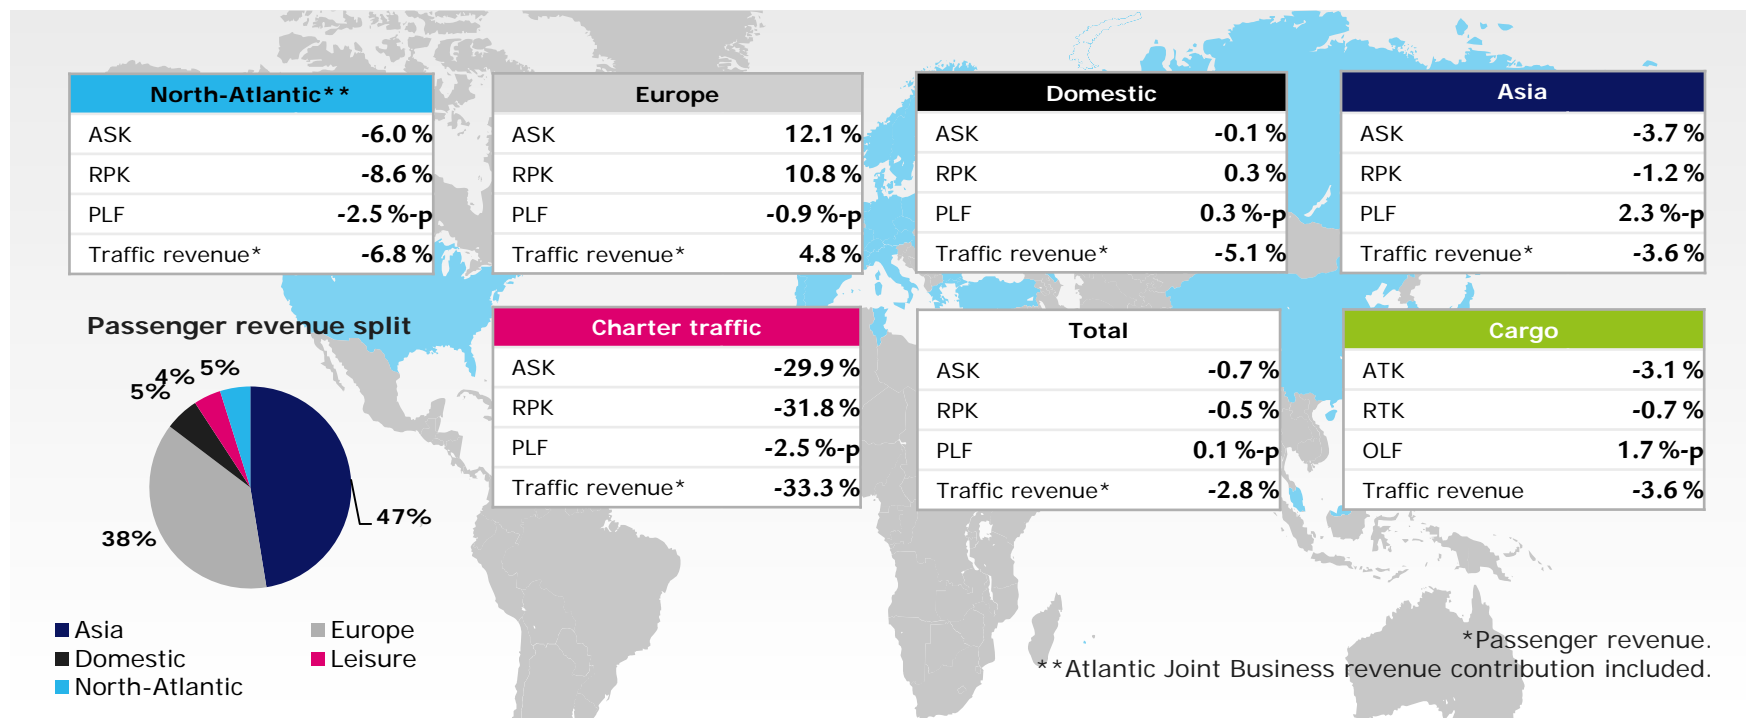 North-Atlantic**
ASK -6.0 %
RPK -8.6 %
PLF -2.5 %-p
Traffic revenue* -6.8 %
Europe
ASK 12.1 %
RPK 10.8 %
PLF -0.9 %-p
Traffic revenue* 4.8 %
Domestic
ASK -0.1 %
RPK 0.3 %
PLF 0.3 %-p
Traffic revenue* -5.1 %
Asia
ASK -3.7 %
RPK -1.2 %
PLF 2.3 %-p
Traffic revenue* -3.6 %
Passenger revenue split
5%
4%
5%
47%
38%
Asia
Europe
Domestic
Leisure
North-Atlantic
Charter traffic
ASK -29.9 %
RPK -31.8 %
PLF -2.5 %-p
Traffic revenue* -33.3 %
Total
ASK -0.7 %
RPK -0.5 %
PLF 0.1 %-p
Traffic revenue* -2.8 %
Cargo
ATK -3.1 %
RTK -0.7 %
OLF 1.7 %-p
Traffic revenue -3.6 %
*Passenger revenue.
**Atlantic Joint Business revenue contribution included.